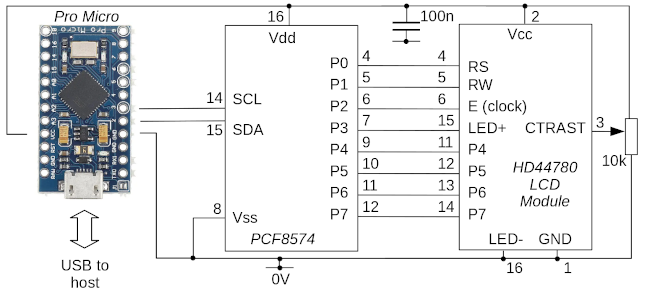 Pro Micro
16
Vdd
100n
2
Vcc
P0 4 4 RS
P1 5 5 RW
14 SCL
P2 6 6 E (clock)
15 SDA
P3 7 15 LED+ CTRAST 3
P4 9 11 P4
10k
P5 10 12 P5 HD44780
P6 11 13 P6 LCD
8 Vss
P7 12 14 P7 Module
PCF8574
LED- GND
USB to
host
0V
16 1